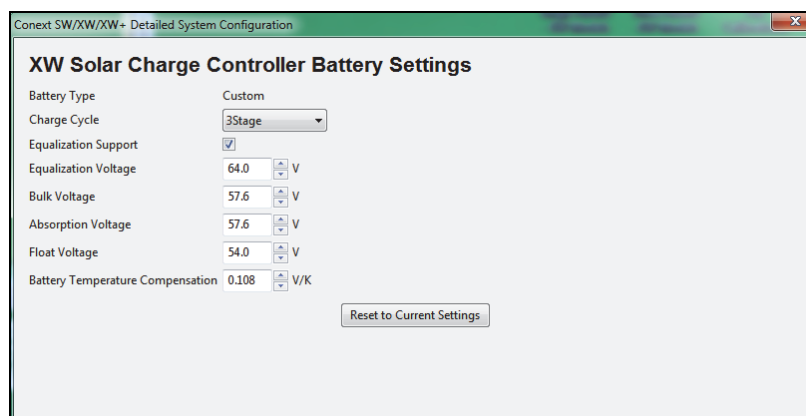 Conext SW/XW/XW+ Detailed System Configuration
XW Solar Charge Controller Battery Settings
Battery Type Custom
Charge Cycle 3Stage
Equalization Support
Equalization Voltage 64.0 V
Bulk Voltage 57.6 V
Absorption Voltage 57.6 V
Float Voltage 54.0 V
Battery Temperature Compensation 0.108 V/K
Reset to Current Settings